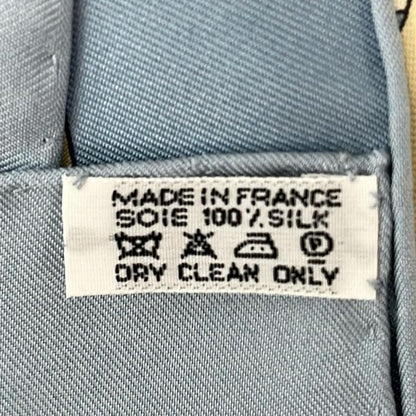 MADE IN FRANCE
SOIE 100% SILK
P
DRY CLEAN ONLY